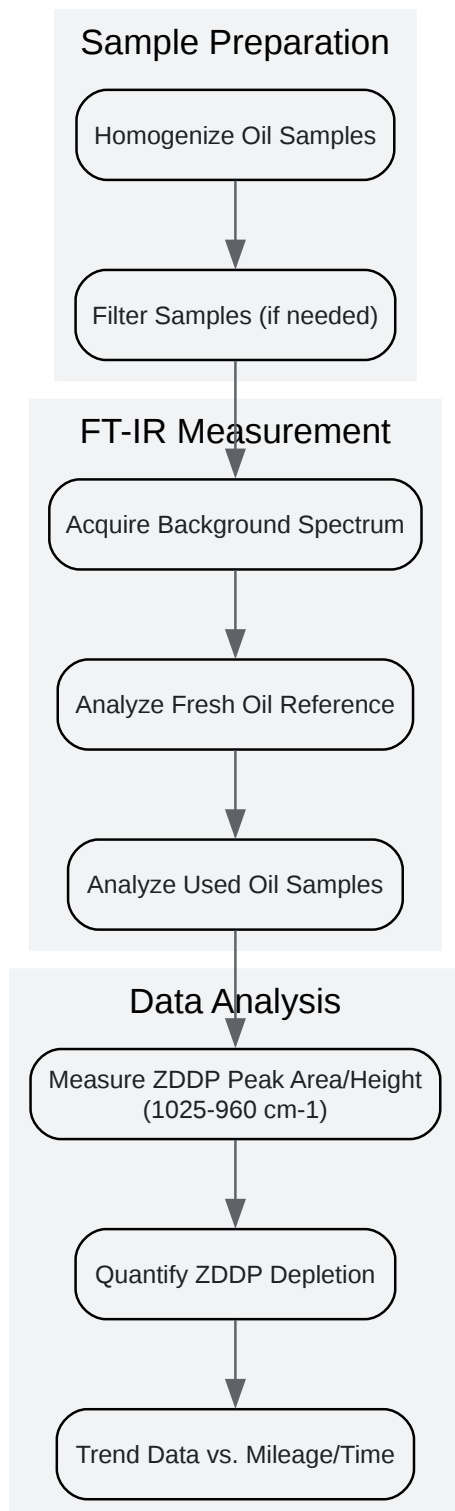 Sample Preparation
Homogenize Oil Samples
Filter Samples (if needed)
FT-IR Measurement
Acquire Background Spectrum
Analyze Fresh Oil Reference
Analyze Used Oil Samples
Data Analysis
Measure ZDDP Peak Area/Height
(1025-960 cm-1)
Quantify ZDDP Depletion
Trend Data vs. Mileage/Time